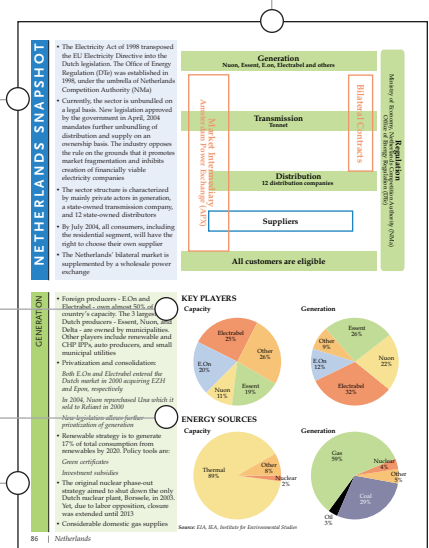 NETHERLANDS SNAPSHOT
• The Electricity Act of 1998 transposed
the EU Electricity Directive into the
Dutch legislation. The Office of Energy
Regulation (DTe) was established in
1998, under the umbrella of Netherlands
Competition Authority (NMa)
• Currently, the sector is unbundled on
a legal basis. New legislation approved
by the government in April, 2004
mandates further unbundling of
distribution and supply on an
ownership basis. The industry opposes
the rule on the grounds that it promotes
market fragmentation and inhibits
creation of financially viable
electricity companies
• The sector structure is characterized
by mainly private actors in generation,
a state-owned transmission company,
and 12 state-owned distributors
• By July 2004, all consumers, including
the residential segment, will have the
right to choose their own supplier
• The Netherlands' bilateral market is
supplemented by a wholesale power
exchange
Generation
Nuon, Essent, E.on, Electrabel and others
Transmission
Tennet
Distribution
12 distribution companies
Suppliers
All customers are eligible
Market Intermediary
Amsterdam Power Exchange (APX)
Bilateral Contracts
Regulation
Ministry of Economy, Netherlands Competition Authority (NMa)
Office of Energy Regulation (DTe)
GENERATION
• Foreign producers - E.On and
Electrabel - own almost 50% of
country's capacity. The 3 largest
Dutch producers - Essent, Nuon, and
Delta - are owned by municipalities.
Other players include renewable and
CHP IPPs, auto producers, and small
municipal utilities
• Privatization and consolidation:
Both E.On and Electrabel entered the
Dutch market in 2000 acquiring EZH
and Epon, respectively
In 2004, Nuon repurchased Una which it
sold to Reliant in 2000
New legislation allows further
privatization of generation
• Renewable strategy is to generate
17% of total consumption from
renewables by 2020. Policy tools are:
Green certificates
Investment subsidies
• The original nuclear phase-out
strategy aimed to shut down the only
Dutch nuclear plant, Borssele, in 2003.
Yet, due to labor opposition, closure
was extended until 2013
• Considerable domestic gas supplies
KEY PLAYERS
Capacity
Electrabel
25%
Other
26%
E.On
20%
Nuon
11%
Essent
19%
Generation
Essent
26%
Other
9%
Nuon
22%
E.On
12%
Electrabel
32%
ENERGY SOURCES
Capacity
Thermal
89%
Other
8%
Nuclear
2%
Generation
Gas
59%
Nuclear
4%
Other
5%
Coal
29%
Oil
3%
Source: EIA, IEA, Institute for Environmental Studies
86 | Netherlands